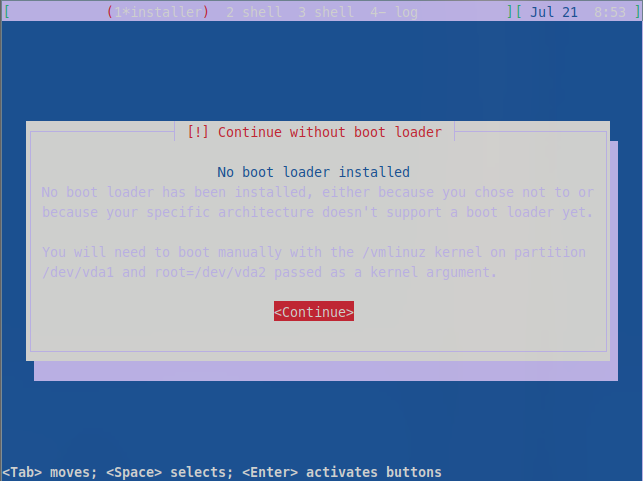 [ (1*installer) 2 shell 3 shell 4- log ][ Jul 21 8:53 ]
[!] Continue without boot loader
No boot loader installed
No boot loader has been installed, either because you chose not to or
because your specific architecture doesn't support a boot loader yet.
You will need to boot manually with the /vmlinuz kernel on partition
/dev/vda1 and root=/dev/vda2 passed as a kernel argument.
<Continue>
<Tab> moves; <Space> selects; <Enter> activates buttons